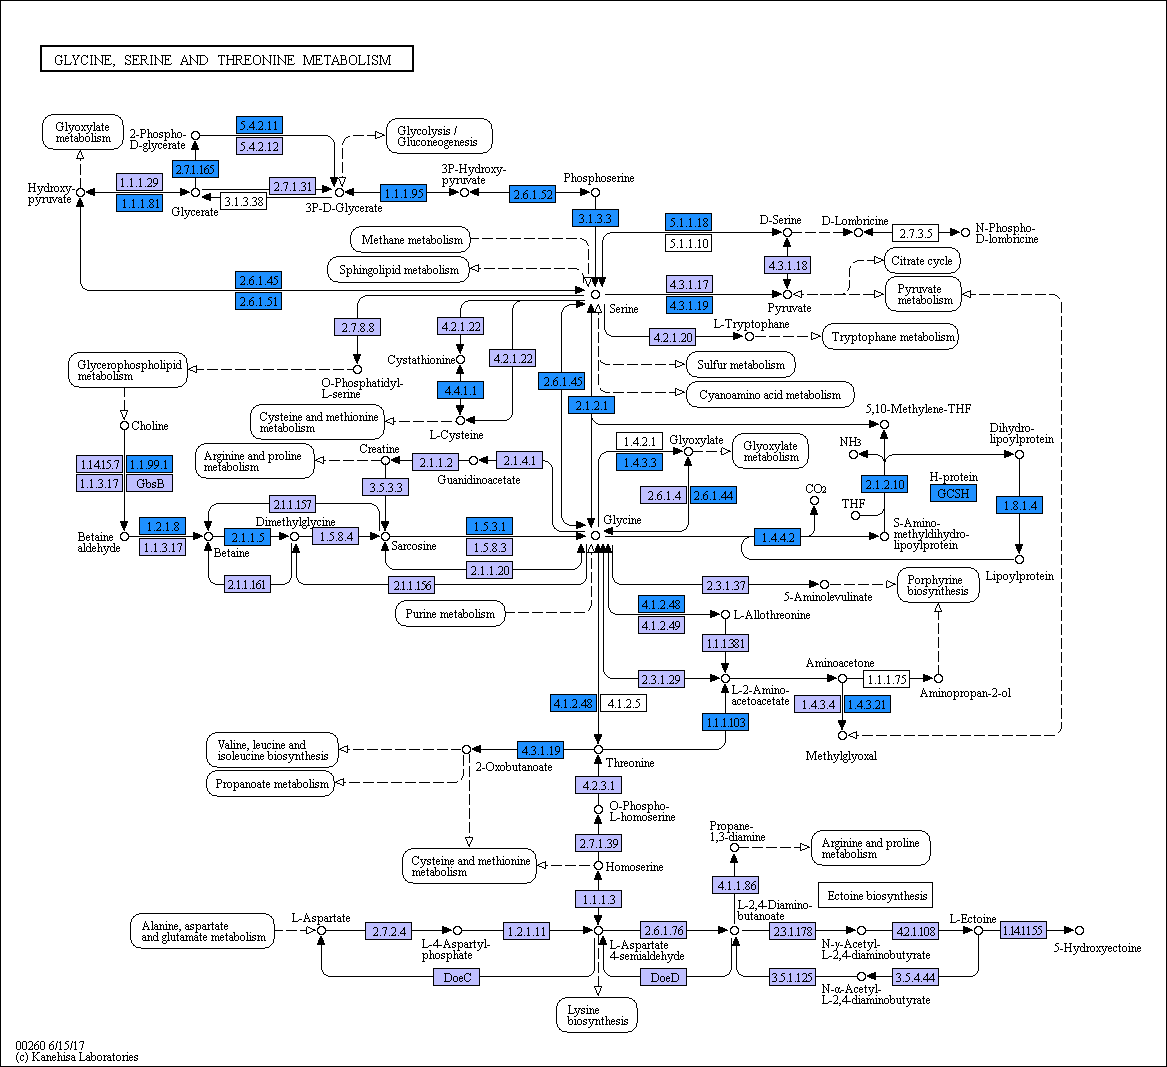 GLYCINE, SERINE AND THREONINE METABOLISM
Glyoxylate
metabolism
2-Phospho-
D-glycerate
5.4.2.11
5.4.2.12
Glycolysis /
Gluconeogenesis
2.7.1.165
Hydroxy-
pyruvate
1.1.1.29
1.1.1.81
Glycerate
2.7.1.31
3.1.3.38
3P-D-Glycerate
1.1.1.95
3P-Hydroxy-
pyruvate
2.6.1.52
Phosphoserine
3.1.3.3
Methane metabolism
Sphingolipid metabolism
5.1.1.18
5.1.1.10
D-Serine
D-Lombricine
2.7.3.5
N-Phospho-
D-lombricine
4.3.1.18
Citrate cycle
Pyruvate
metabolism
2.6.1.45
2.6.1.51
Serine
4.3.1.17
4.3.1.19
Pyruvate
2.7.8.8
4.2.1.22
4.2.1.22
4.2.1.20
L-Tryptophane
Tryptophane metabolism
Glycerophospholipid
metabolism
O-Phosphatidyl-
L-serine
Cystathionine
4.4.1.1
2.6.1.45
2.1.2.1
Sulfur metabolism
Cyanoamino acid metabolism
Choline
Cysteine and methionine
metabolism
L-Cysteine
5,10-Methylene-THF
1.4.2.1
1.4.3.3
Glyoxylate
Glyoxylate
metabolism
NH3
Dihydro-
lipoylprotein
1.14.15.7
1.1.99.1
1.1.3.17
GbsB
Arginine and proline
metabolism
Creatine
2.1.1.2
Guanidinoacetate
2.1.4.1
3.5.3.3
2.6.1.4
2.6.1.44
CO2
THF
2.1.2.10
H-protein
GCSH
1.8.1.4
2.1.1.157
Betaine
aldehyde
1.2.1.8
1.1.3.17
Betaine
2.1.1.5
Dimethylglycine
1.5.8.4
Sarcosine
1.5.3.1
1.5.8.3
2.1.1.20
Glycine
1.4.4.2
S-Amino-
methyldihydro-
lipoylprotein
Lipoylprotein
2.1.1.161
2.1.1.156
Purine metabolism
2.3.1.37
5-Aminolevulinate
Porphyrine
biosynthesis
4.1.2.48
4.1.2.49
L-Allothreonine
1.1.1.381
2.3.1.29
L-2-Amino-
acetoacetate
Aminoacetone
1.1.1.75
Aminopropan-2-ol
4.1.2.48
4.1.2.5
1.1.1.103
1.4.3.4
1.4.3.21
Methylglyoxal
Valine, leucine and
isoleucine biosynthesis
2-Oxobutanoate
4.3.1.19
Threonine
Propanoate metabolism
4.2.3.1
O-Phospho-
L-homoserine
2.7.1.39
Cysteine and methionine
metabolism
Homoserine
1.1.1.3
Propane-
1,3-diamine
Arginine and proline
metabolism
4.1.1.86
Ectoine biosynthesis
Alanine, aspartate
and glutamate metabolism
L-Aspartate
2.7.2.4
L-4-Aspartyl-
phosphate
1.2.1.11
L-Aspartate
4-semialdehyde
2.6.1.76
L-2,4-Diamino-
butanoate
2.3.1.178
N-γ-Acetyl-
L-2,4-diaminobutyrate
4.2.1.108
L-Ectoine
1.14.11.55
5-Hydroxyectoine
DoeC
DoeD
3.5.1.125
N-α-Acetyl-
L-2,4-diaminobutyrate
3.5.4.44
Lysine
biosynthesis
00260 6/15/17
(c) Kanehisa Laboratories